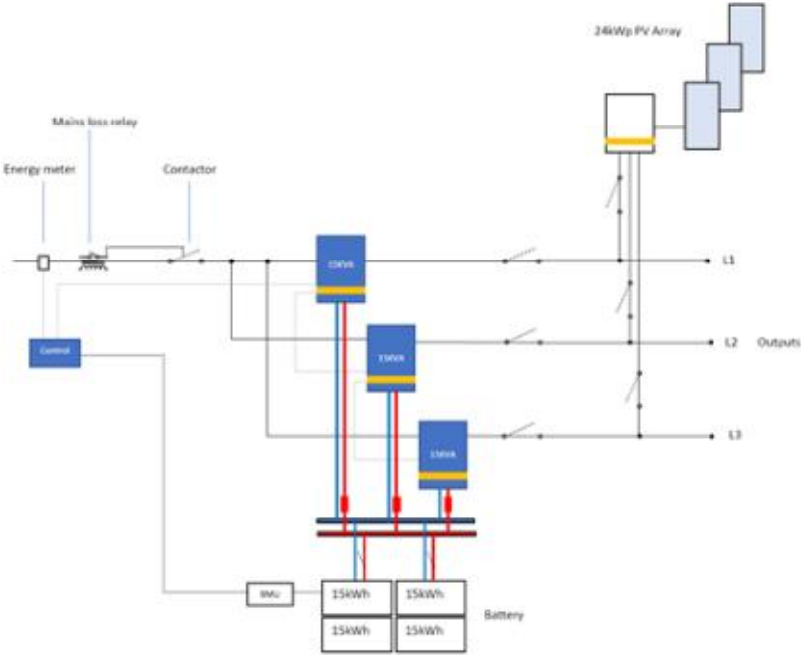 24kWp PV Array
Mains loss relay
Energy meter
Contactor
15KVA
L1
Control
15KVA
L2
Outputs
15KVA
L3
BMU
15kWh
15kWh
Battery
15kWh
15kWh